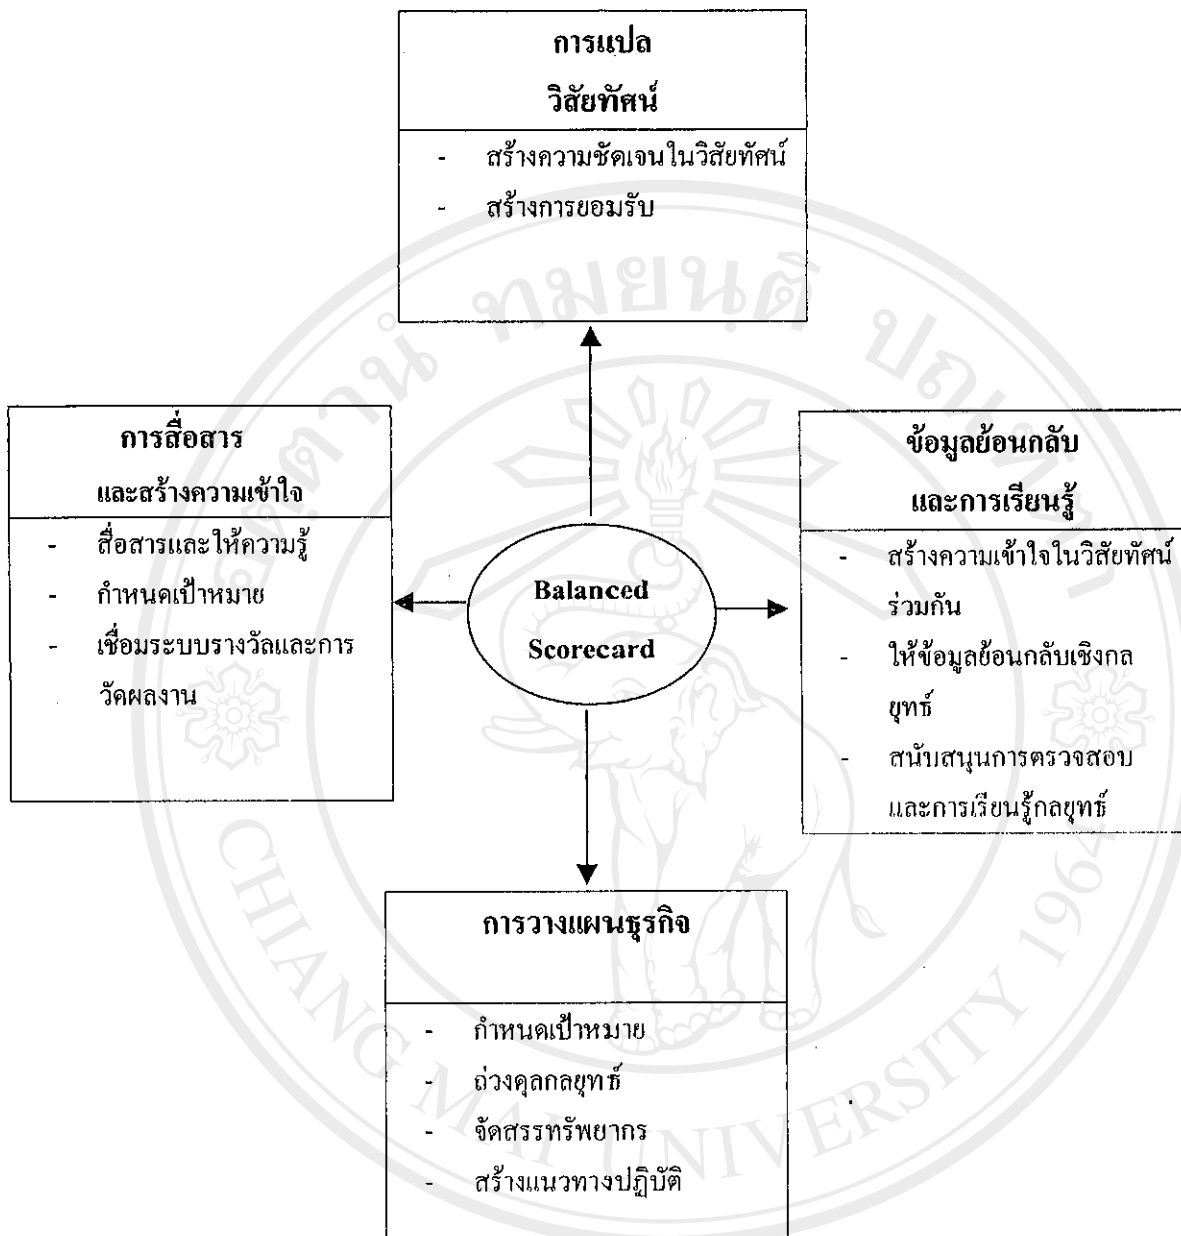 การแปล
วิสัยทัศน์
- สร้างความชัดเจนในวิสัยทัศน์
- สร้างการยอมรับ
การสื่อสาร
และสร้างความเข้าใจ
- สื่อสารและให้ความรู้
- กำหนดเป้าหมาย
- เชื่อมระบบรางวัลและการ
วัดผลงาน
Balanced
Scorecard
ข้อมูลย้อนกลับ
และการเรียนรู้
- สร้างความเข้าใจในวิสัยทัศน์
ร่วมกัน
- ให้ข้อมูลย้อนกลับเชิงกล
ยุทธ์
- สนับสนุนการตรวจสอบ
และการเรียนรู้กลยุทธ์
การวางแผนธุรกิจ
- กำหนดเป้าหมาย
- ถ่วงดุลกลยุทธ์
- จัดสรรทรัพยากร
- สร้างแนวทางปฏิบัติ
CHIANG MAI UNIVERSITY 1964